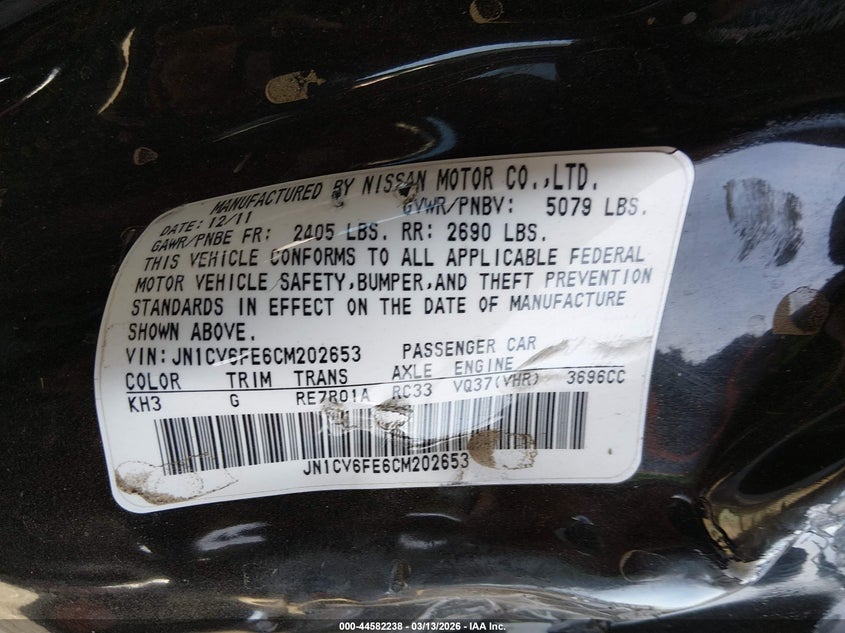 MANUFACTURED BY NISSAN MOTOR CO.,LTD.
DATE: 12/11 GVWR/PNBV: 5079 LBS.
GAWR/PNBE FR: 2405 LBS. RR: 2690 LBS.
THIS VEHICLE CONFORMS TO ALL APPLICABLE FEDERAL
MOTOR VEHICLE SAFETY,BUMPER,AND THEFT PREVENTION
STANDARDS IN EFFECT ON THE DATE OF MANUFACTURE
SHOWN ABOVE.
VIN: JN1CV6FE6CM202653 PASSENGER CAR
COLOR TRIM TRANS AXLE ENGINE
KH3 G RE7R01A RC33 VQ37(VHR) 3696CC
JN1CV6FE6CM202653
000-44582238 - 03/13/2026 - IAA Inc.